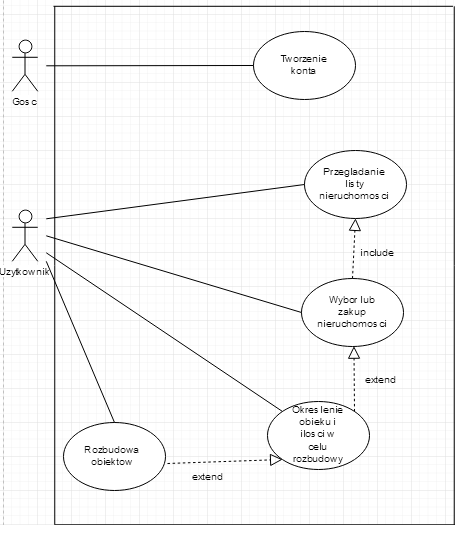 Tworzenie
konta
Gosc
Przegladanie
listy
nieruchomosci
Uzytkownik
include
Wybor lub
zakup
nieruchomosci
extend
Okreslenie
obieku i
ilosci w
celu
rozbudowy
Rozbudowa
obiektow
extend